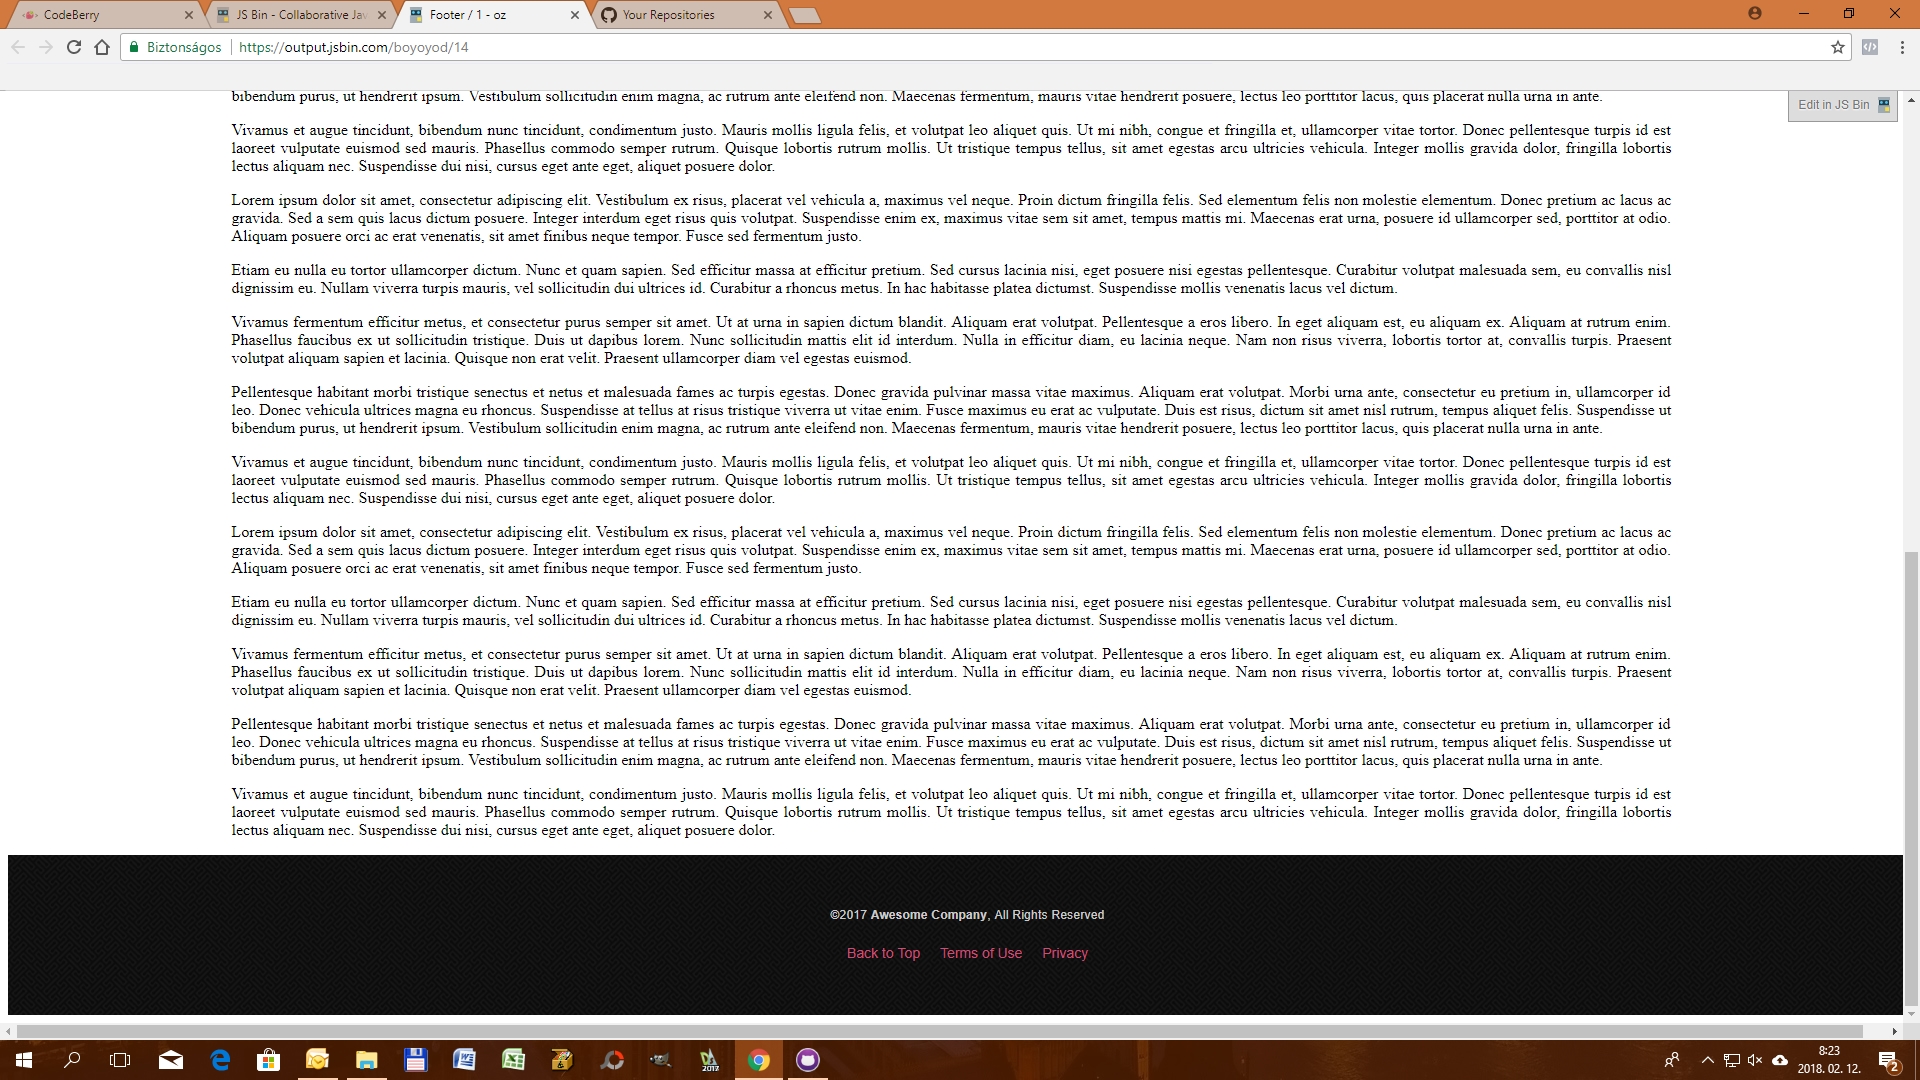 CodeBerry
JS Bin - Collaborative Jav
Footer / 1 - oz
Your Repositories
Biztonságos
https://output.jsbin.com/boyoyod/14
Edit in JS Bin
bibendum purus, ut hendrerit ipsum. Vestibulum sollicitudin enim magna, ac rutrum ante eleifend non. Maecenas fermentum, mauris vitae hendrerit posuere, lectus leo porttitor lacus, quis placerat nulla urna in ante.
Vivamus et augue tincidunt, bibendum nunc tincidunt, condimentum justo. Mauris mollis ligula felis, et volutpat leo aliquet quis. Ut mi nibh, congue et fringilla et, ullamcorper vitae tortor. Donec pellentesque turpis id est
laoreet vulputate euismod sed mauris. Phasellus commodo semper rutrum. Quisque lobortis rutrum mollis. Ut tristique tempus tellus, sit amet egestas arcu ultricies vehicula. Integer mollis gravida dolor, fringilla lobortis
lectus aliquam nec. Suspendisse dui nisi, cursus eget ante eget, aliquet posuere dolor.
Lorem ipsum dolor sit amet, consectetur adipiscing elit. Vestibulum ex risus, placerat vel vehicula a, maximus vel neque. Proin dictum fringilla felis. Sed elementum felis non molestie elementum. Donec pretium ac lacus ac
gravida. Sed a sem quis lacus dictum posuere. Integer interdum eget risus quis volutpat. Suspendisse enim ex, maximus vitae sem sit amet, tempus mattis mi. Maecenas erat urna, posuere id ullamcorper sed, porttitor at odio.
Aliquam posuere orci ac erat venenatis, sit amet finibus neque tempor. Fusce sed fermentum justo.
Etiam eu nulla eu tortor ullamcorper dictum. Nunc et quam sapien. Sed efficitur massa at efficitur pretium. Sed cursus lacinia nisi, eget posuere nisi egestas pellentesque. Curabitur volutpat malesuada sem, eu convallis nisl
dignissim eu. Nullam viverra turpis mauris, vel sollicitudin dui ultrices id. Curabitur a rhoncus metus. In hac habitasse platea dictumst. Suspendisse mollis venenatis lacus vel dictum.
Vivamus fermentum efficitur metus, et consectetur purus semper sit amet. Ut at urna in sapien dictum blandit. Aliquam erat volutpat. Pellentesque a eros libero. In eget aliquam est, eu aliquam ex. Aliquam at rutrum enim.
Phasellus faucibus ex ut sollicitudin tristique. Duis ut dapibus lorem. Nunc sollicitudin mattis elit id interdum. Nulla in efficitur diam, eu lacinia neque. Nam non risus viverra, lobortis tortor at, convallis turpis. Praesent
volutpat aliquam sapien et lacinia. Quisque non erat velit. Praesent ullamcorper diam vel egestas euismod.
Pellentesque habitant morbi tristique senectus et netus et malesuada fames ac turpis egestas. Donec gravida pulvinar massa vitae maximus. Aliquam erat volutpat. Morbi urna ante, consectetur eu pretium in, ullamcorper id
leo. Donec vehicula ultrices magna eu rhoncus. Suspendisse at tellus at risus tristique viverra ut vitae enim. Fusce maximus eu erat ac vulputate. Duis est risus, dictum sit amet nisl rutrum, tempus aliquet felis. Suspendisse ut
bibendum purus, ut hendrerit ipsum. Vestibulum sollicitudin enim magna, ac rutrum ante eleifend non. Maecenas fermentum, mauris vitae hendrerit posuere, lectus leo porttitor lacus, quis placerat nulla urna in ante.
Vivamus et augue tincidunt, bibendum nunc tincidunt, condimentum justo. Mauris mollis ligula felis, et volutpat leo aliquet quis. Ut mi nibh, congue et fringilla et, ullamcorper vitae tortor. Donec pellentesque turpis id est
laoreet vulputate euismod sed mauris. Phasellus commodo semper rutrum. Quisque lobortis rutrum mollis. Ut tristique tempus tellus, sit amet egestas arcu ultricies vehicula. Integer mollis gravida dolor, fringilla lobortis
lectus aliquam nec. Suspendisse dui nisi, cursus eget ante eget, aliquet posuere dolor.
Lorem ipsum dolor sit amet, consectetur adipiscing elit. Vestibulum ex risus, placerat vel vehicula a, maximus vel neque. Proin dictum fringilla felis. Sed elementum felis non molestie elementum. Donec pretium ac lacus ac
gravida. Sed a sem quis lacus dictum posuere. Integer interdum eget risus quis volutpat. Suspendisse enim ex, maximus vitae sem sit amet, tempus mattis mi. Maecenas erat urna, posuere id ullamcorper sed, porttitor at odio.
Aliquam posuere orci ac erat venenatis, sit amet finibus neque tempor. Fusce sed fermentum justo.
Etiam eu nulla eu tortor ullamcorper dictum. Nunc et quam sapien. Sed efficitur massa at efficitur pretium. Sed cursus lacinia nisi, eget posuere nisi egestas pellentesque. Curabitur volutpat malesuada sem, eu convallis nisl
dignissim eu. Nullam viverra turpis mauris, vel sollicitudin dui ultrices id. Curabitur a rhoncus metus. In hac habitasse platea dictumst. Suspendisse mollis venenatis lacus vel dictum.
Vivamus fermentum efficitur metus, et consectetur purus semper sit amet. Ut at urna in sapien dictum blandit. Aliquam erat volutpat. Pellentesque a eros libero. In eget aliquam est, eu aliquam ex. Aliquam at rutrum enim.
Phasellus faucibus ex ut sollicitudin tristique. Duis ut dapibus lorem. Nunc sollicitudin mattis elit id interdum. Nulla in efficitur diam, eu lacinia neque. Nam non risus viverra, lobortis tortor at, convallis turpis. Praesent
volutpat aliquam sapien et lacinia. Quisque non erat velit. Praesent ullamcorper diam vel egestas euismod.
Pellentesque habitant morbi tristique senectus et netus et malesuada fames ac turpis egestas. Donec gravida pulvinar massa vitae maximus. Aliquam erat volutpat. Morbi urna ante, consectetur eu pretium in, ullamcorper id
leo. Donec vehicula ultrices magna eu rhoncus. Suspendisse at tellus at risus tristique viverra ut vitae enim. Fusce maximus eu erat ac vulputate. Duis est risus, dictum sit amet nisl rutrum, tempus aliquet felis. Suspendisse ut
bibendum purus, ut hendrerit ipsum. Vestibulum sollicitudin enim magna, ac rutrum ante eleifend non. Maecenas fermentum, mauris vitae hendrerit posuere, lectus leo porttitor lacus, quis placerat nulla urna in ante.
Vivamus et augue tincidunt, bibendum nunc tincidunt, condimentum justo. Mauris mollis ligula felis, et volutpat leo aliquet quis. Ut mi nibh, congue et fringilla et, ullamcorper vitae tortor. Donec pellentesque turpis id est
laoreet vulputate euismod sed mauris. Phasellus commodo semper rutrum. Quisque lobortis rutrum mollis. Ut tristique tempus tellus, sit amet egestas arcu ultricies vehicula. Integer mollis gravida dolor, fringilla lobortis
lectus aliquam nec. Suspendisse dui nisi, cursus eget ante eget, aliquet posuere dolor.
©2017 Awesome Company, All Rights Reserved
Back to Top Terms of Use Privacy
2017
8:23
2018. 02. 12.
2